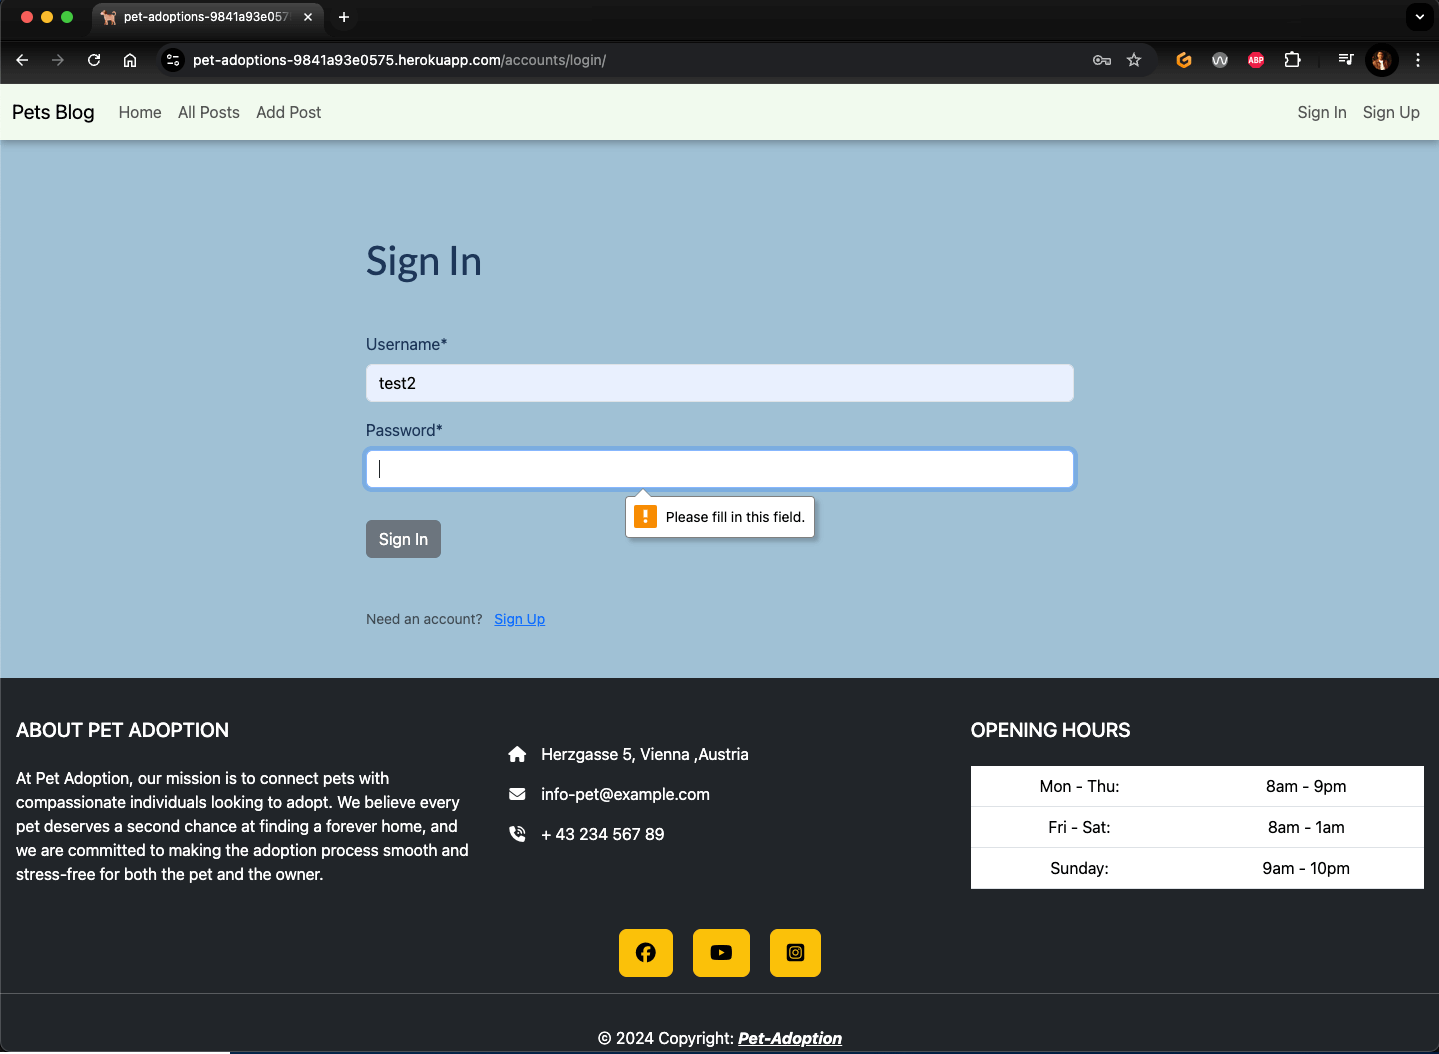 pet-adoptions-9841a93e057
pet-adoptions-9841a93e0575.herokuapp.com/accounts/login/
ABP
Pets Blog Home All Posts Add Post Sign In Sign Up
Sign In
Username*
test2
Password*
Please fill in this field.
Sign In
Need an account? Sign Up
ABOUT PET ADOPTION
At Pet Adoption, our mission is to connect pets with
compassionate individuals looking to adopt. We believe every
pet deserves a second chance at finding a forever home, and
we are committed to making the adoption process smooth and
stress-free for both the pet and the owner.
Herzgasse 5, Vienna ,Austria
info-pet@example.com
+ 43 234 567 89
OPENING HOURS
Mon - Thu: 8am - 9pm
Fri - Sat: 8am - 1am
Sunday: 9am - 10pm
© 2024 Copyright: Pet-Adoption